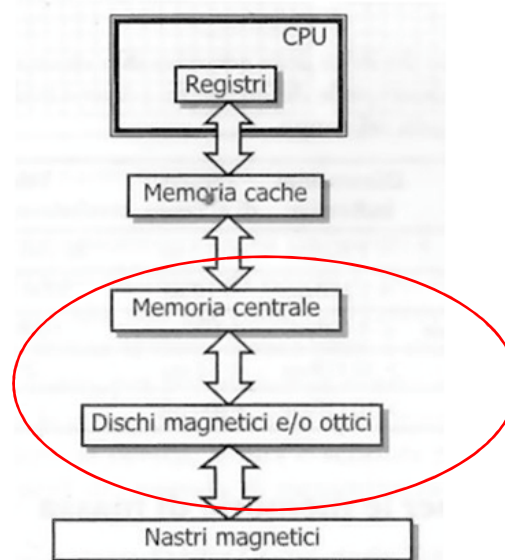 CPU
Registri
Memoria cache
Memoria centrale
Dischi magnetici e/o ottici
Nastri magnetici